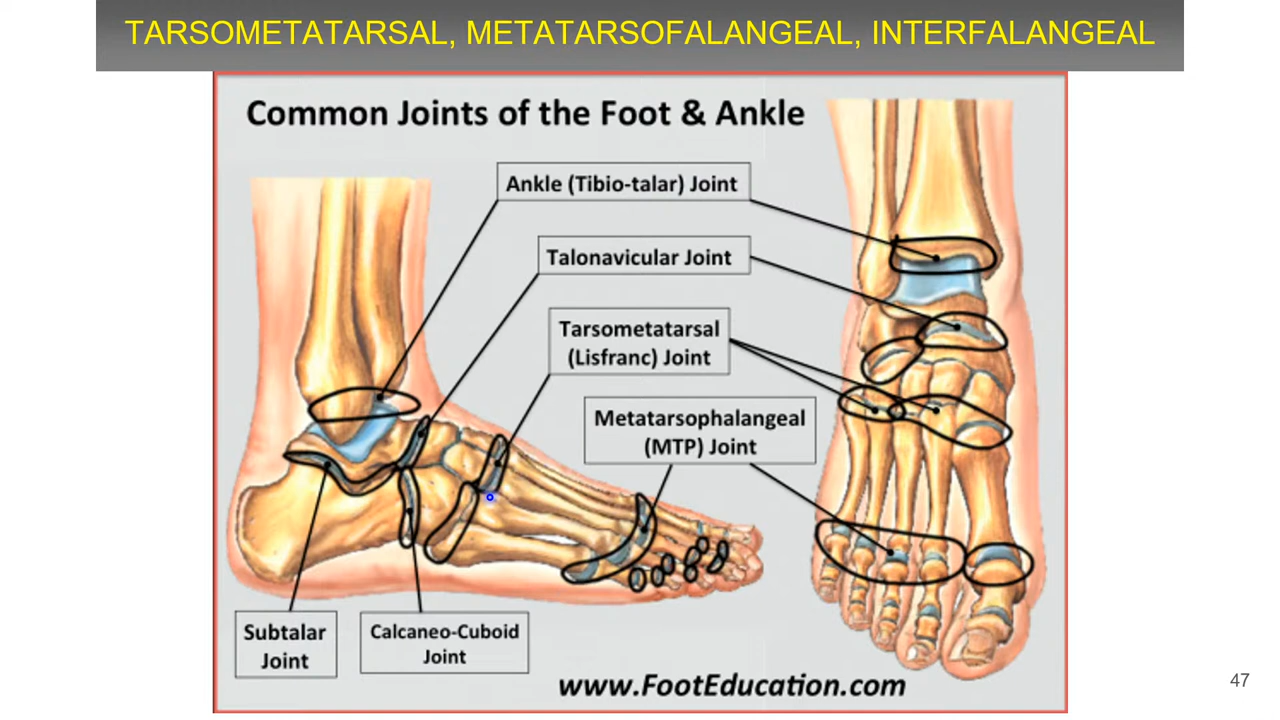 TARSOMETATARSAL, METATARSOFALANGEAL, INTERFALANGEAL
Common Joints of the Foot & Ankle
Ankle (Tibio-talar) Joint
Talonavicular Joint
Tarsometatarsal
(Lisfranc) Joint
Metatarsophalangeal
(MTP) Joint
Subtalar
Joint
Calcaneo-Cuboid
Joint
www.FootEducation.com
47